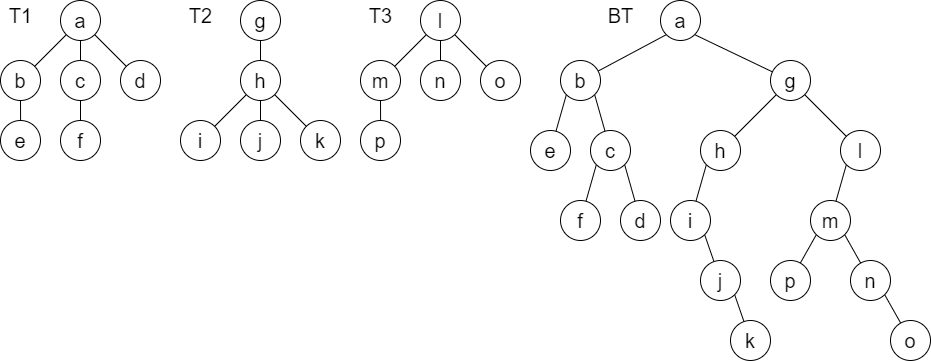 T1 a T2 g T3 l BT a
b c d h m n o b g
e f i j k p e c h l
f d i m
j p n
k o